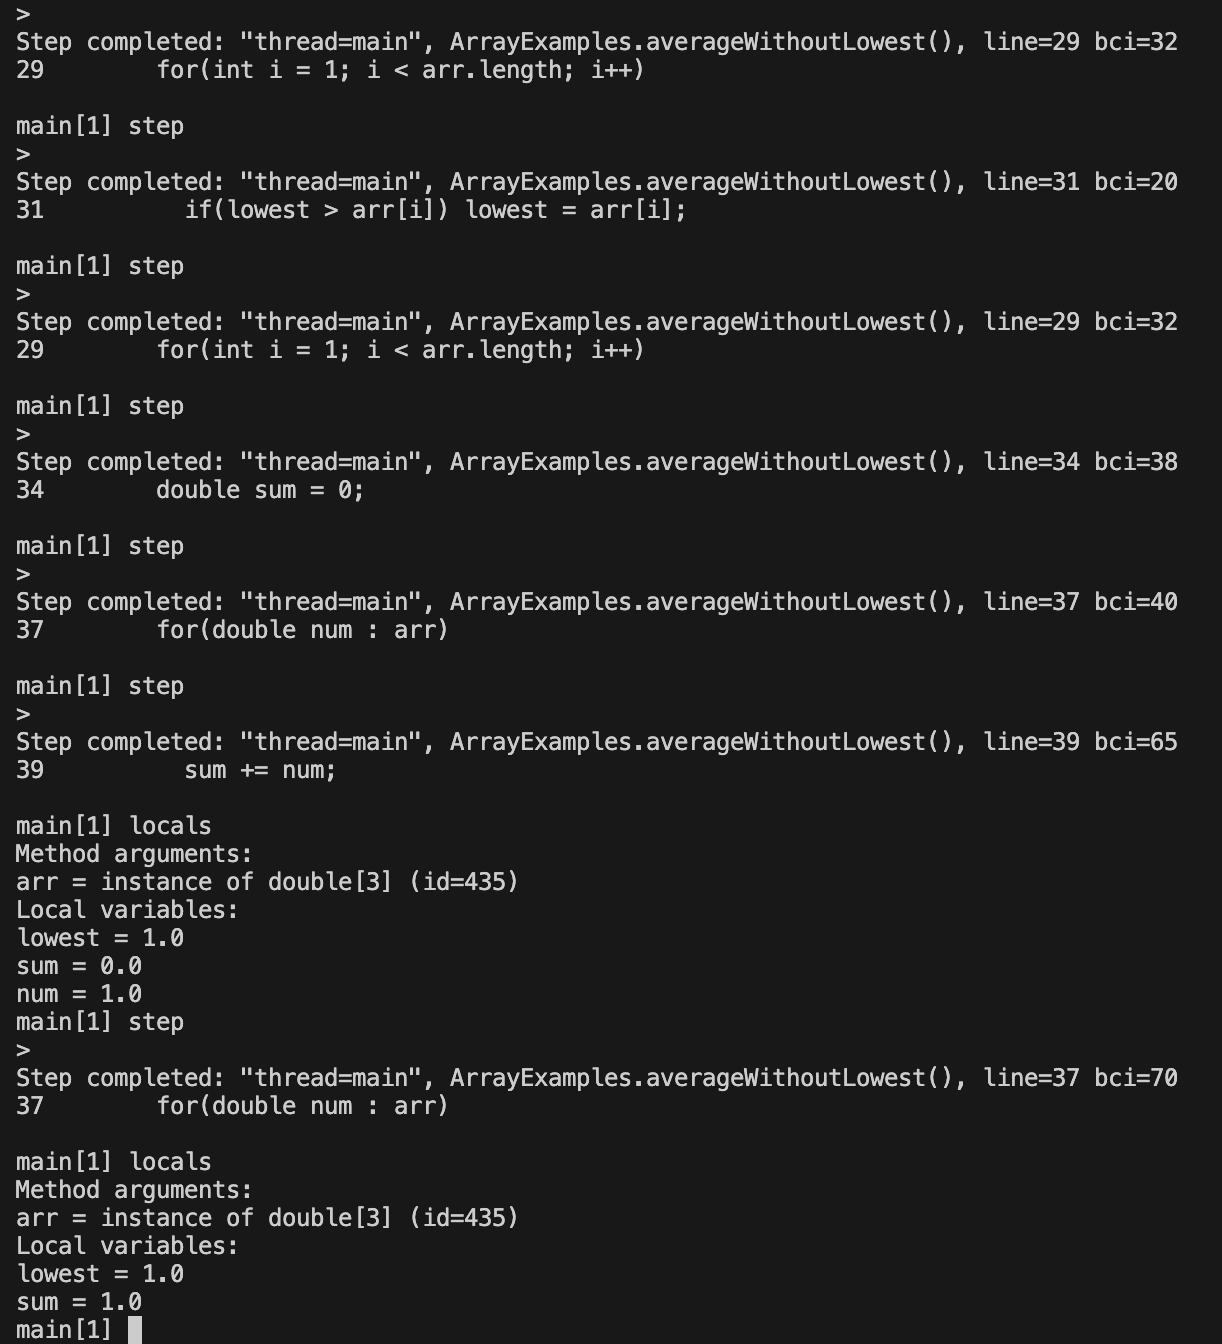 >
Step completed: "thread=main", ArrayExamples.averageWithoutLowest(), line=29 bci=32
29        for(int i = 1; i < arr.length; i++)

main[1] step
>
Step completed: "thread=main", ArrayExamples.averageWithoutLowest(), line=31 bci=20
31          if(lowest > arr[i]) lowest = arr[i];

main[1] step
>
Step completed: "thread=main", ArrayExamples.averageWithoutLowest(), line=29 bci=32
29        for(int i = 1; i < arr.length; i++)

main[1] step
>
Step completed: "thread=main", ArrayExamples.averageWithoutLowest(), line=34 bci=38
34        double sum = 0;

main[1] step
>
Step completed: "thread=main", ArrayExamples.averageWithoutLowest(), line=37 bci=40
37        for(double num : arr)

main[1] step
>
Step completed: "thread=main", ArrayExamples.averageWithoutLowest(), line=39 bci=65
39          sum += num;

main[1] locals
Method arguments:
arr = instance of double[3] (id=435)
Local variables:
lowest = 1.0
sum = 0.0
num = 1.0
main[1] step
>
Step completed: "thread=main", ArrayExamples.averageWithoutLowest(), line=37 bci=70
37        for(double num : arr)

main[1] locals
Method arguments:
arr = instance of double[3] (id=435)
Local variables:
lowest = 1.0
sum = 1.0
main[1]